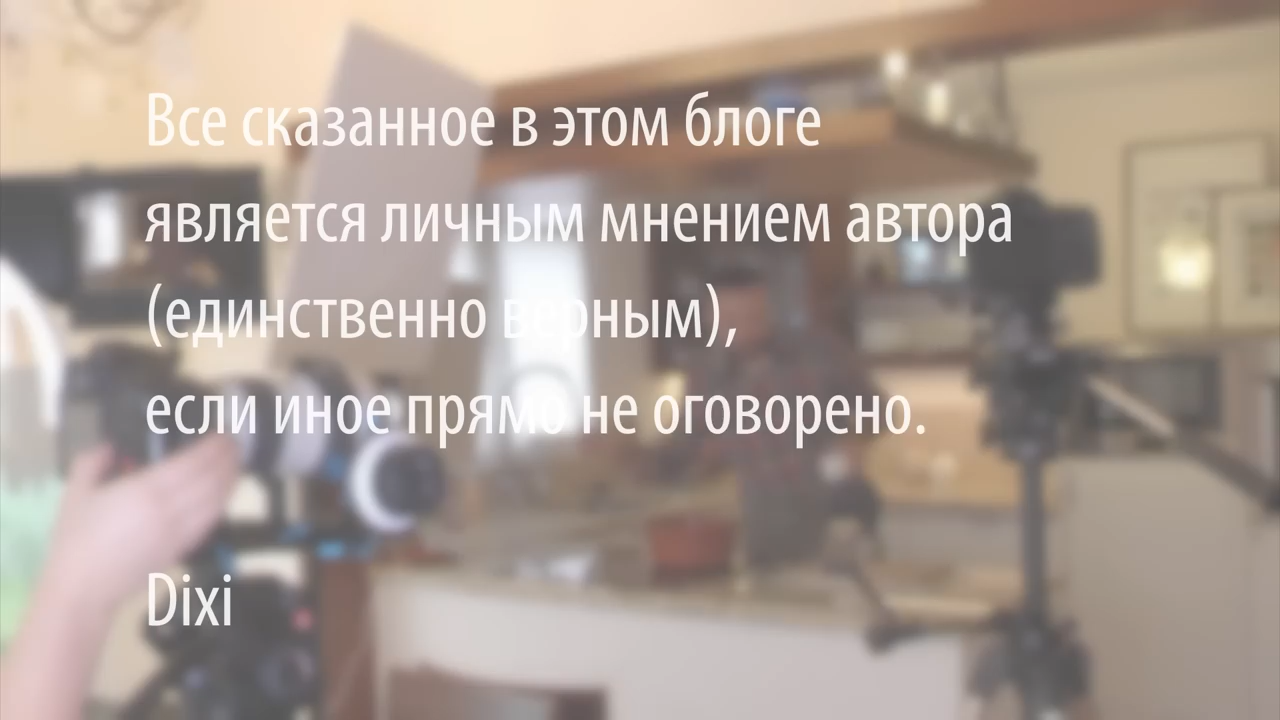 Все сказанное в этом блоге
является личным мнением автора
(единственно верным),
если иное прямо не оговорено.
Dixi